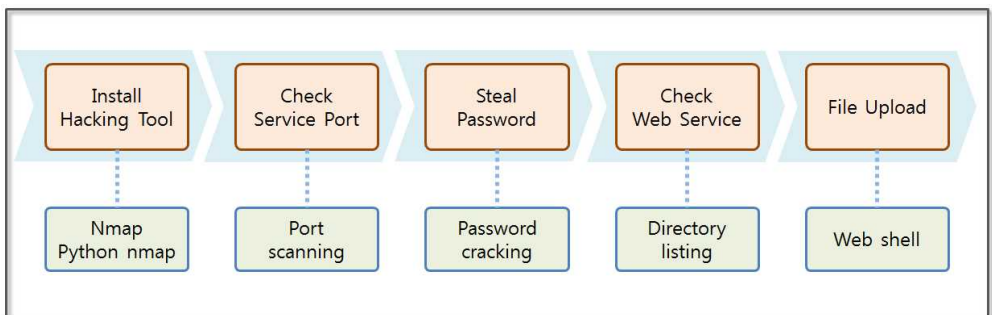 Install
Hacking Tool
Check
Service Port
Steal
Password
Check
Web Service
File Upload
Nmap
Python nmap
Port
scanning
Password
cracking
Directory
listing
Web shell